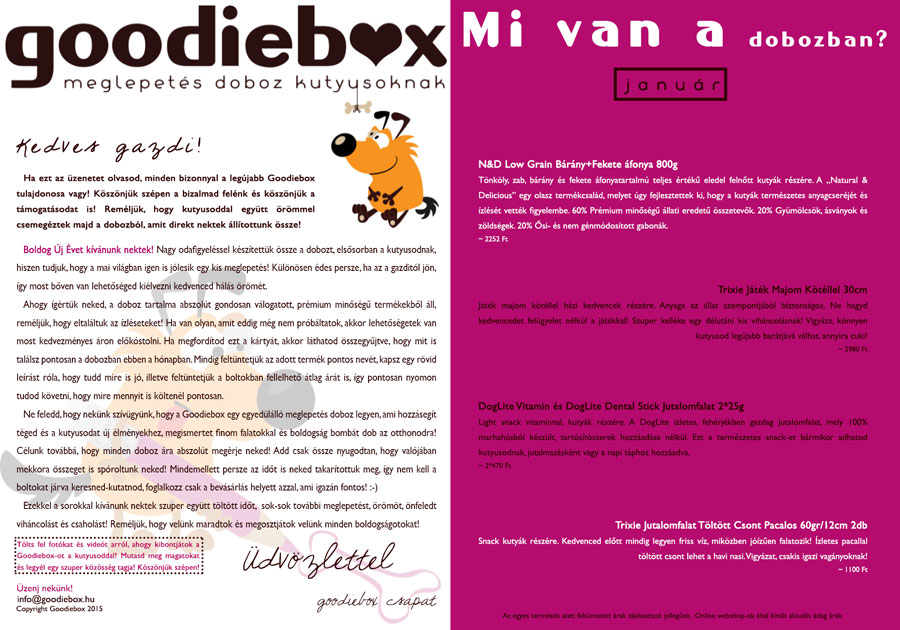 goodiebox
meglepetés doboz kutyusoknak
Kedves gazdi!
Ha ezt az üzenetet olvasod, minden bizonnyal a legújabb Goodiebox
tulajdonosa vagy! Köszönjük szépen a bizalmad felénk és köszönjük a
támogatásodat is! Reméljük, hogy kutyusoddal együtt örömmel
csemegéztek majd a dobozból, amit direkt nektek állítottunk össze!
Boldog Új Évet kívánunk nektek! Nagy odafigyeléssel készítettük össze a dobozt, elsősorban a kutyusodnak,
hiszen tudjuk, hogy a mai világban igen is jólesik egy kis meglepetés! Különösen édes persze, ha az a gazditól jön,
így most bőven van lehetőséged kiélvezni kedvenced hálás örömét.
Ahogy ígértük neked, a doboz tartalma abszolút gondosan válogatott, prémium minőségű termékekből áll,
reméljük, hogy eltaláltuk az ízléseteket! Ha van olyan, amit eddig még nem próbáltatok, akkor lehetőségetek van
most kedvezményes áron előkóstolni. Ha megfordítod ezt a kártyát, akkor láthatod összegyűjtve, hogy mit is
találsz pontosan a dobozban ebben a hónapban. Mindig feltüntetjük az adott termék pontos nevét, kapsz egy rövid
leírást róla, hogy tudd mire is jó, illetve feltüntetjük a boltokban fellelhető átlag árát is, így pontosan nyomon
tudod követni, hogy mire mennyit is költenél pontosan.
Ne feledd, hogy nekünk szívügyünk, hogy a Goodiebox egy egyedülálló meglepetés doboz legyen, ami hozzásegít
téged és a kutyusodat új élményekhez, megismertet finom falatokkal és boldogság bombát dob az otthonodra!
Célunk továbbá, hogy minden doboz ára abszolút megérje neked! Add csak össze nyugodtan, hogy valójában
mekkora összeget is spóroltunk neked! Mindemellett persze az időt is neked takarítottuk meg, így nem kell a
boltokat járva keresned-kutatnod, foglalkozz csak a bevásárlás helyett azzal, ami igazán fontos! :-)
Ezekkel a sorokkal kívánunk nektek szuper együtt töltött időt, sok-sok további meglepetést, örömöt, önfeledt
viháncolást és csaholást! Reméljük, hogy velünk maradtok és megosztjátok velünk minden boldogságotokat!
Tölts fel fotókat és videót arról, ahogy kibontjátok a
Goodiebox-ot a kutyusoddal! Mutasd meg magatokat
és legyél egy szuper közösség tagja! Köszönjük szépen!
Üdvözlettel
goodiebox csapat
Üzenj nekünk!
info@goodiebox.hu
Copyright Goodiebox 2015
Mi van a dobozban?
január
N&D Low Grain Bárány+Fekete áfonya 800g
Tönköly, zab, bárány és fekete áfonyatartalmú teljes értékű eledel felnőtt kutyák részére. A „Natural &
Delicious” egy olasz termékcsalád, melyet úgy fejlesztettek ki, hogy a kutyák természetes anyagcseréjét és
ízlését vették figyelembe. 60% Prémium minőségű állati eredetű összetevők. 20% Gyümölcsök, ásványok és
zöldségek. 20% Ősi- és nem génmódosított gabonák.
~ 2252 Ft
Trixie Játék Majom Kötéllel 30cm
Játék majom kötéllel házi kedvencek részére. Anyaga az állat szempontjából biztonságos. Ne hagyd
kedvencedet felügyelet nélkül a játékkal! Szuper kelléke egy délutáni kis viháncolásnak! Vigyázz, könnyen
kutyusod legújabb barátjává válhat, annyira cuki!
~ 2980 Ft
DogLite Vitamin és DogLite Dental Stick Jutalomfalat 2*25g
Light snack vitaminnal, kutyák részére. A DogLite ízletes, fehérjékben gazdag jutalomfalat, mely 100%
marhahúsból készült, tartósítószerek hozzáadása nélkül. Ezt a természetes snack-et bármikor adhatod
kutyusodnak, jutalmazásként vagy a napi táphoz hozzáadva.
~ 2*470 Ft
Trixie Jutalomfalat Töltött Csont Pacalos 60gr/12cm 2db
Snack kutyák részére. Kedvenced előtt mindig legyen friss víz, miközben jóízűen falatozik! Ízletes pacallal
töltött csont lehet a havi nasi. Vigyázat, csakis igazi vagányoknak!
~ 1100 Ft
Az egyes termékek alatt feltüntetett árak tájékoztató jellegűek. Online webshop-ok által kínált aktuális átlag árak.